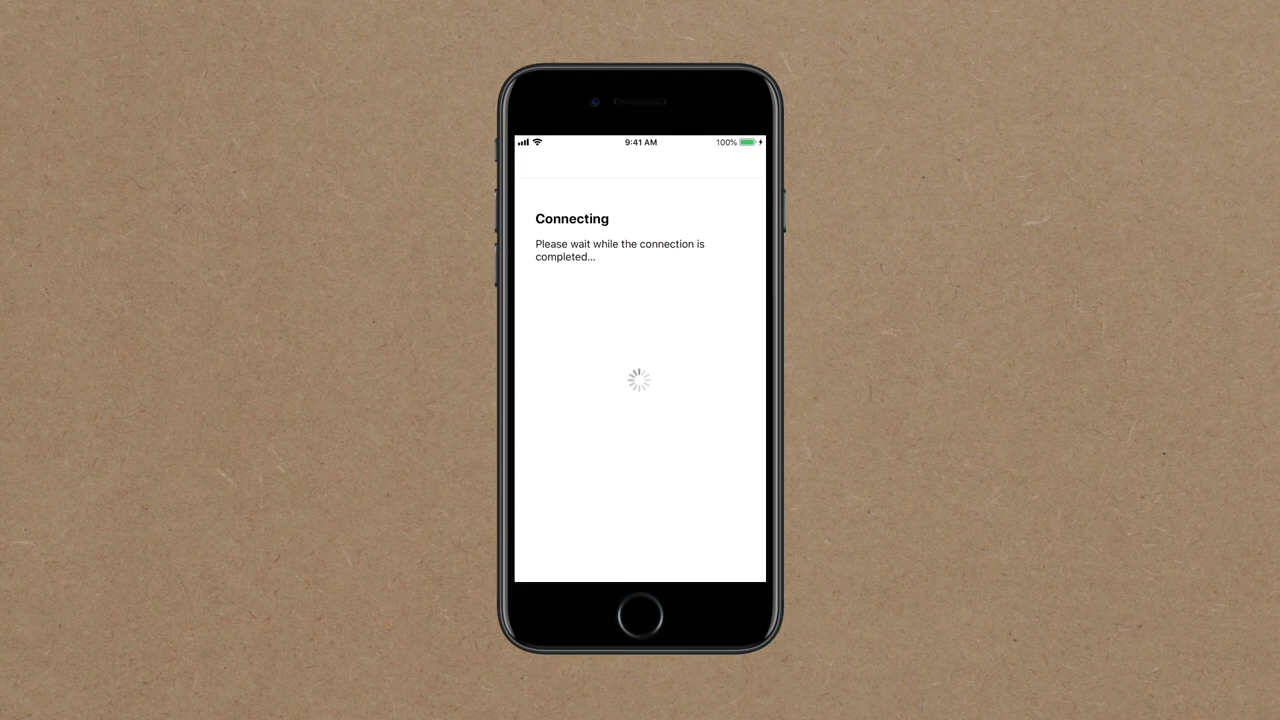 9:41 AM
100%
Connecting
Please wait while the connection is
completed...